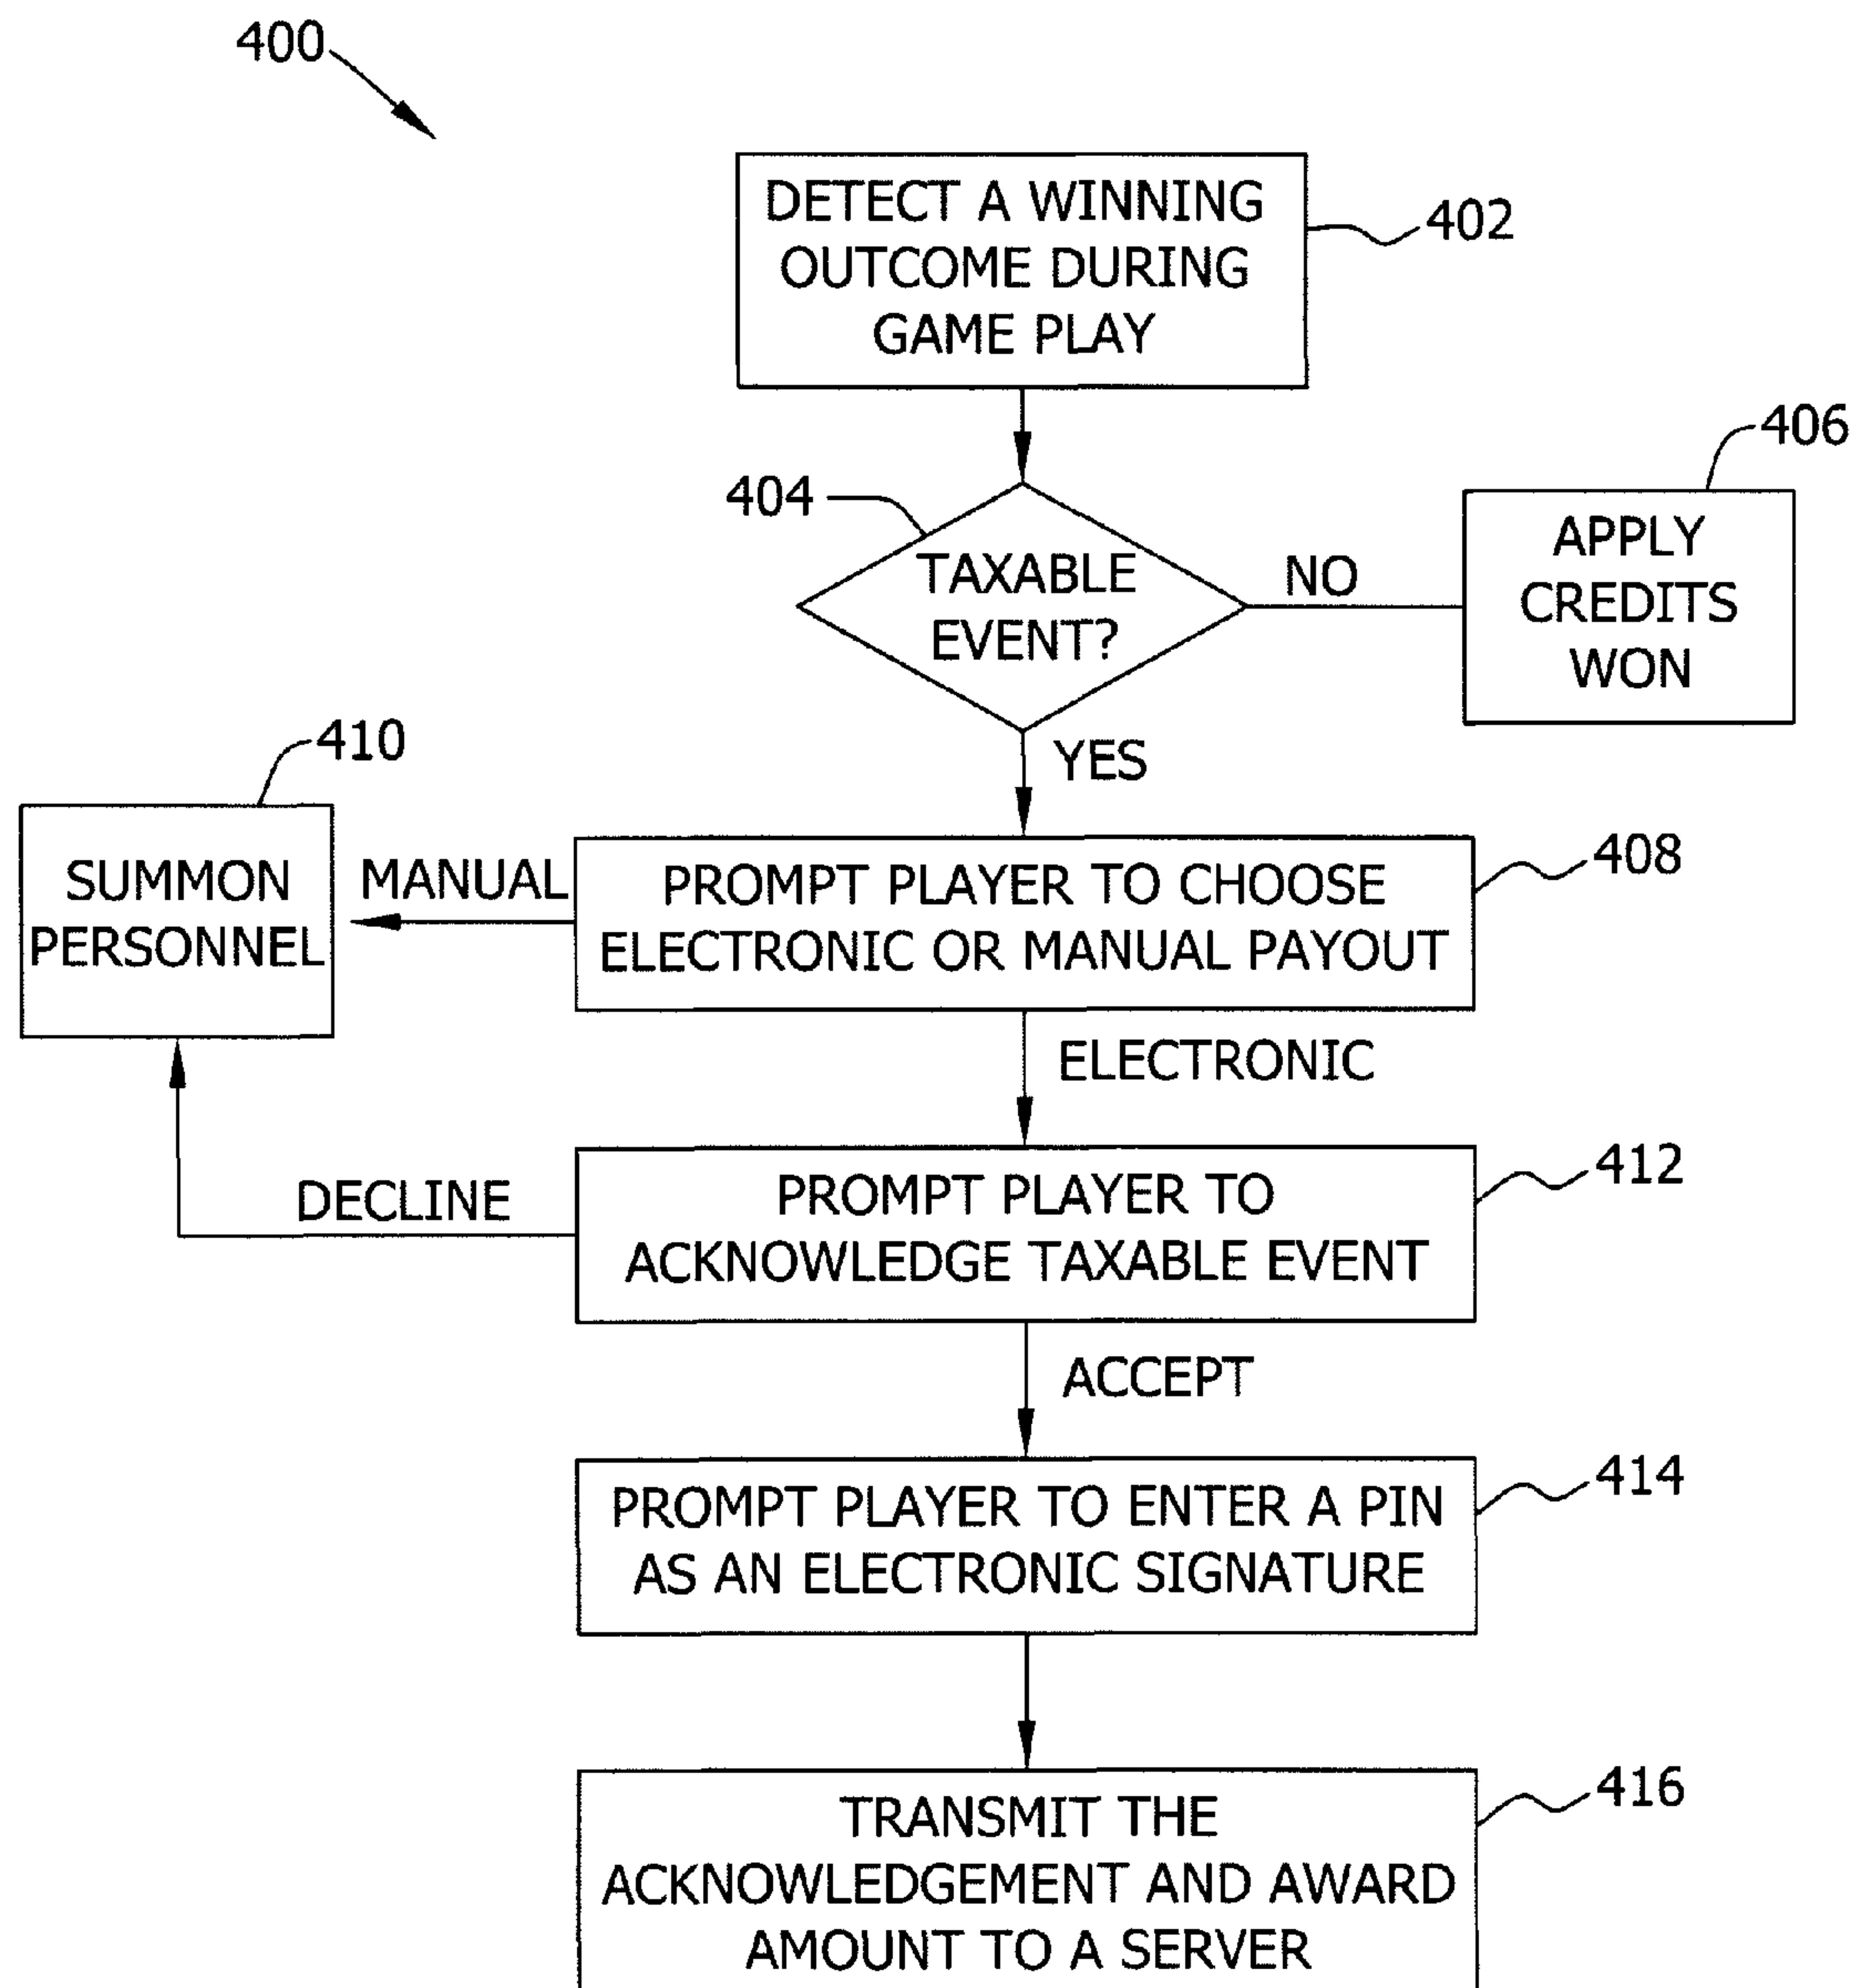 400
DETECT A WINNING
OUTCOME DURING
GAME PLAY
402
404
TAXABLE
EVENT?
NO
406
APPLY
CREDITS
WON
YES
410
SUMMON
PERSONNEL
MANUAL
PROMPT PLAYER TO CHOOSE
ELECTRONIC OR MANUAL PAYOUT
408
ELECTRONIC
DECLINE
PROMPT PLAYER TO
ACKNOWLEDGE TAXABLE EVENT
412
ACCEPT
PROMPT PLAYER TO ENTER A PIN
AS AN ELECTRONIC SIGNATURE
414
TRANSMIT THE
ACKNOWLEDGEMENT AND AWARD
AMOUNT TO A SERVER
416